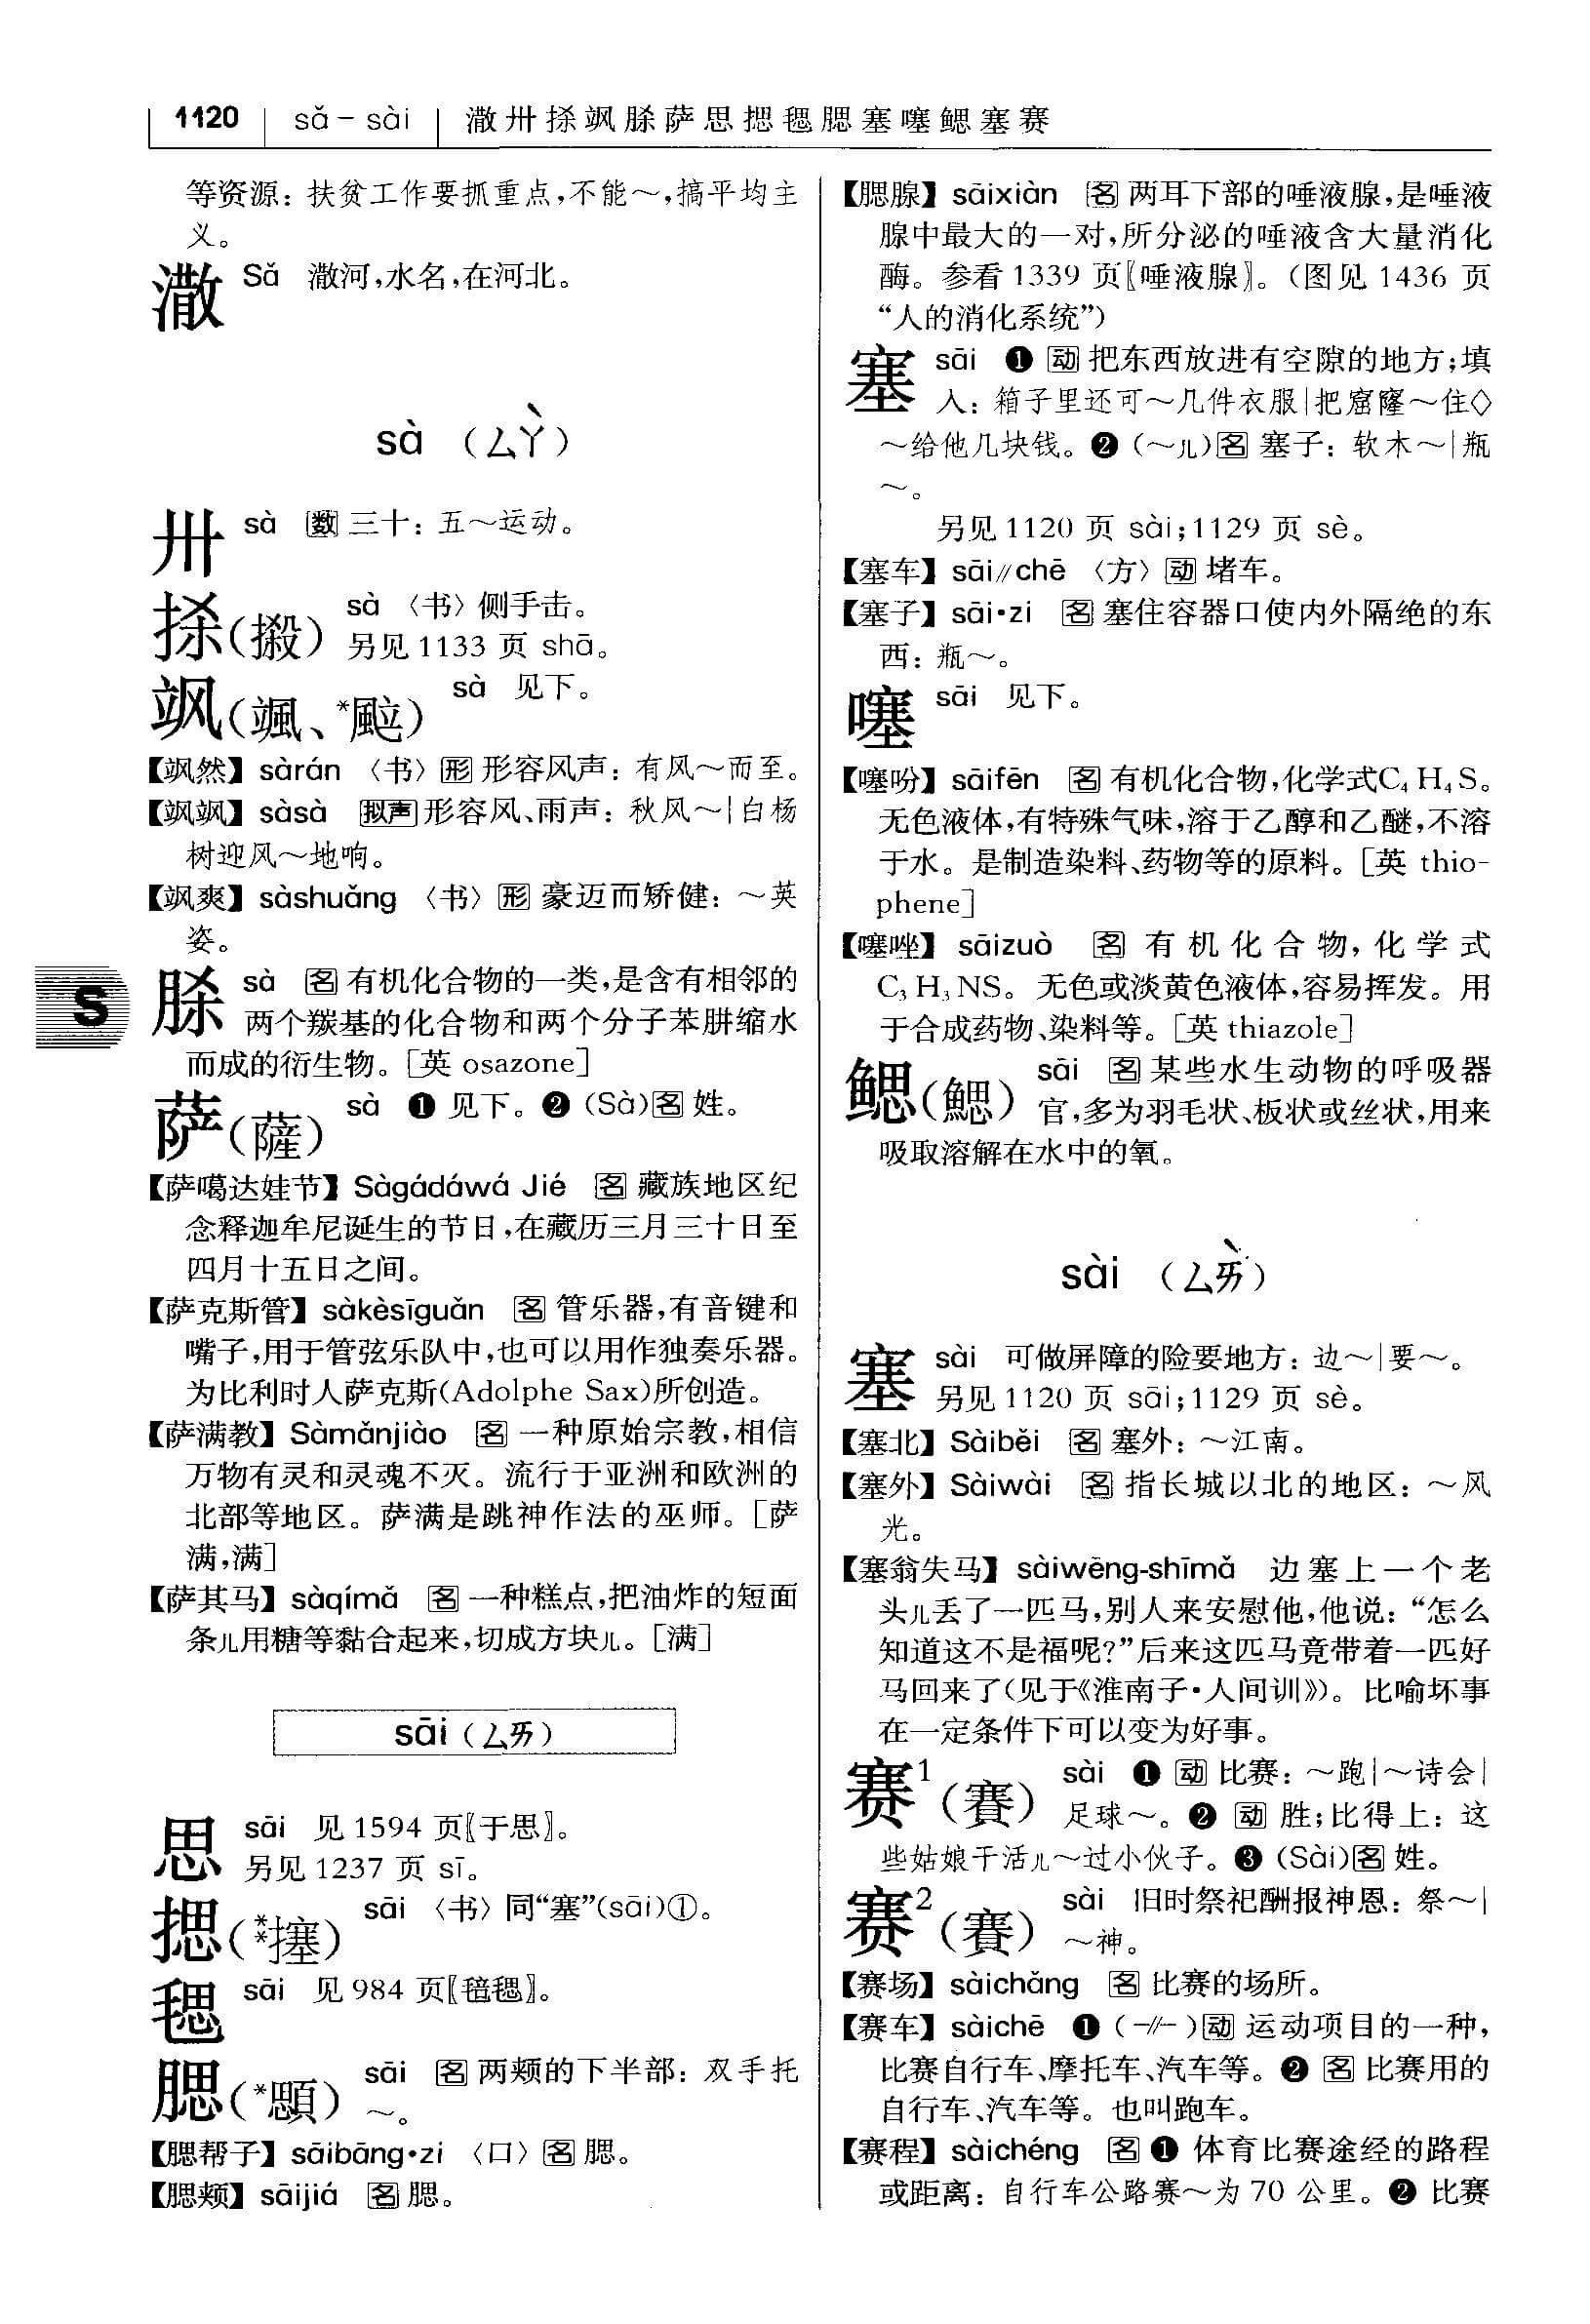 1120 sǎ－sài 潵卅挱飒脎萨思揌毸腮塞噻鳃塞赛
等资源：扶贫工作要抓重点，不能～，搞平均主
义。
潵 Sǎ 潵河，水名，在河北。
sà （ㄙㄚˋ）
卅 sà 数 三十：五～运动。
摋（摋） sà 〈书〉侧手击。
另见1133 页 shā。
飒（颯、*䬃） sà 见下。
【飒然】 sàrán 〈书〉形 形容风声：有风～而至。
【飒飒】 sàsà 拟声 形容风、雨声：秋风～｜白杨
树迎风～地响。
【飒爽】 sàshuǎng 〈书〉形 豪迈而矫健：～英
姿。
脎 sà 名 有机化合物的一类，是含有相邻的
两个羰基的化合物和两个分子苯肼缩水
而成的衍生物。［英 osazone］
萨（薩） sà ❶ 见下。❷（Sà）名 姓。
【萨噶达娃节】 Sàgádáwá Jié 名 藏族地区纪
念释迦牟尼诞生的节日，在藏历三月三十日至
四月十五日之间。
【萨克斯管】 sàkèsīguǎn 名 管乐器，有音键和
嘴子，用于管弦乐队中，也可以用作独奏乐器。
为比利时人萨克斯（Adolphe Sax）所创造。
【萨满教】 Sàmǎnjiào 名 一种原始宗教，相信
万物有灵和灵魂不灭。流行于亚洲和欧洲的
北部等地区。萨满是跳神作法的巫师。［萨
满，满］
【萨其马】 sàqímǎ 名 一种糕点，把油炸的短面
条儿用糖等黏合起来，切成方块儿。［满］
sāi（ㄙㄞ）
思 sāi 见1594 页〖于思〗。
另见1237 页 sī。
揌（**㩙） sāi 〈书〉同“塞”（sāi）①。
毸 sāi 见984 页〖毰毸〗。
腮（*顋） sāi 名 两颊的下半部：双手托
～。
【腮帮子】 sāibāng•zi 〈口〉名 腮。
【腮颊】 sāijiá 名 腮。
S
【腮腺】 sāixiàn 名 两耳下部的唾液腺，是唾液
腺中最大的一对，所分泌的唾液含大量消化
酶。参看1339 页〖唾液腺〗。（图见 1436 页
“人的消化系统”）
塞 sāi ❶ 动 把东西放进有空隙的地方；填
入：箱子里还可～几件衣服｜把窟窿～住◇
～给他几块钱。❷（～儿）名 塞子：软木～｜瓶
～。
另见1120 页 sài；1129 页 sè。
【塞车】 sāi∥chē 〈方〉动 堵车。
【塞子】 sāi•zi 名 塞住容器口使内外隔绝的东
西：瓶～。
噻 sāi 见下。
【噻吩】 sāifēn 名 有机化合物，化学式C₄H₄S。
无色液体，有特殊气味，溶于乙醇和乙醚，不溶
于水。是制造染料、药物等的原料。［英 thio-
phene］
【噻唑】 sāizuò 名 有机化合物，化学式
C₃H₃NS。无色或淡黄色液体，容易挥发。用
于合成药物、染料等。［英 thiazole］
鳃（鰓） sāi 名 某些水生动物的呼吸器
官，多为羽毛状、板状或丝状，用来
吸取溶解在水中的氧。
sài （ㄙㄞˋ）
塞 sài 可做屏障的险要地方：边～｜要～。
另见1120 页 sāi；1129 页 sè。
【塞北】 Sàiběi 名 塞外：～江南。
【塞外】 Sàiwài 名 指长城以北的地区：～风
光。
【塞翁失马】 sàiwēng-shīmǎ 边塞上一个老
头儿丢了一匹马，别人来安慰他，他说：“怎么
知道这不是福呢？”后来这匹马竟带着一匹好
马回来了（见于《淮南子•人间训》）。比喻坏事
在一定条件下可以变为好事。
赛¹（賽） sài ❶ 动 比赛：～跑｜～诗会｜
足球～。❷ 动 胜；比得上：这
些姑娘干活儿～过小伙子。❸（Sài）名 姓。
赛²（賽） sài 旧时祭祀酬报神恩：祭～｜
～神。
【赛场】 sàichǎng 名 比赛的场所。
【赛车】 sàichē ❶（-∥-）动 运动项目的一种，
比赛自行车、摩托车、汽车等。❷ 名 比赛用的
自行车、汽车等。也叫跑车。
【赛程】 sàichéng 名 ❶ 体育比赛途经的路程
或距离：自行车公路赛～为 70 公里。❷ 比赛